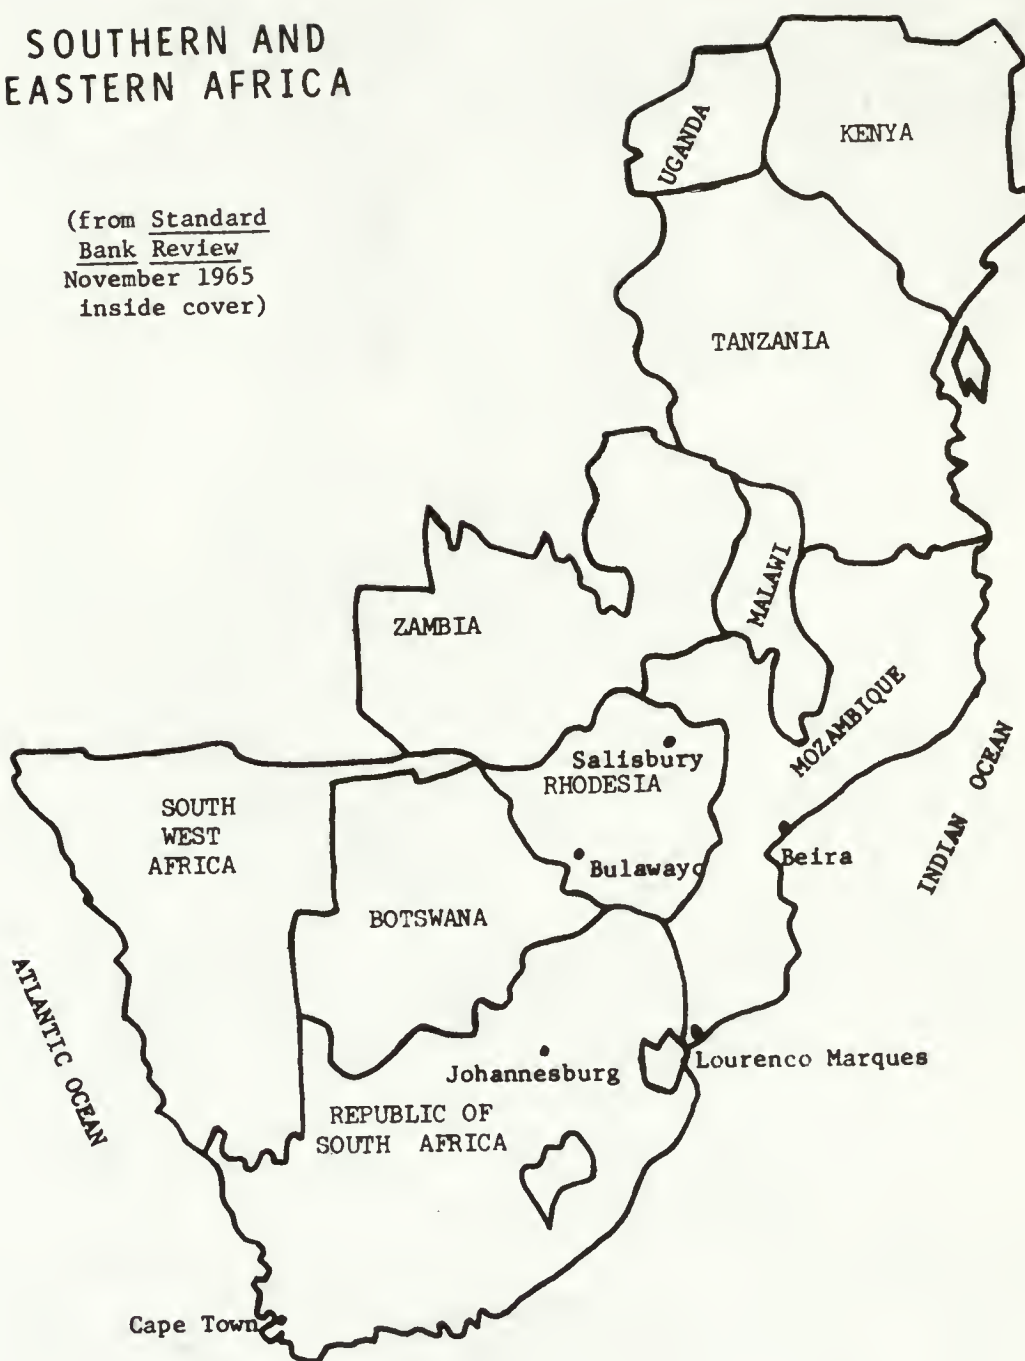 SOUTHERN AND
EASTERN AFRICA
(from Standard
Bank Review
November 1965
inside cover)
UGANDA
KENYA
TANZANIA
MALAWI
ZAMBIA
MOZAMBIQUE
Salisbury
RHODESIA
INDIAN OCEAN
SOUTH
WEST
AFRICA
Bulawayo
Beira
BOTSWANA
ATLANTIC OCEAN
Johannesburg
Lourenco Marques
REPUBLIC OF
SOUTH AFRICA
Cape Town